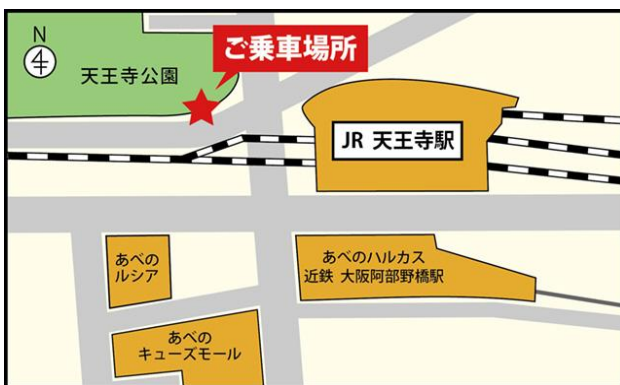 N
ご乗車場所
天王寺公園
JR 天王寺駅
あべの
ルシア
あべのハルカス
近鉄 大阪阿部野橋駅
あべの
キューズモール